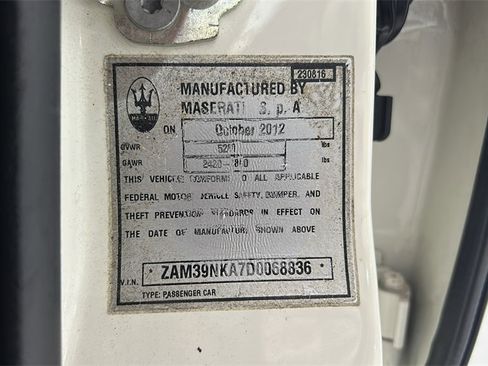 230816
MANUFACTURED BY
MASERATI S. p. A
ON October 2012
GVWR lbs
GAWR lbs
THIS VEHICLE CONFORMS TO ALL APPLICABLE
FEDERAL MOTOR VEHICLE SAFETY, BUMPER, AND
THEFT PREVENTION STANDARDS IN EFFECT ON
THE DATE OF MANUFACTURE SHOWN ABOVE
V.I.N. ZAM39NKA7D0068836
TYPE: PASSENGER CAR